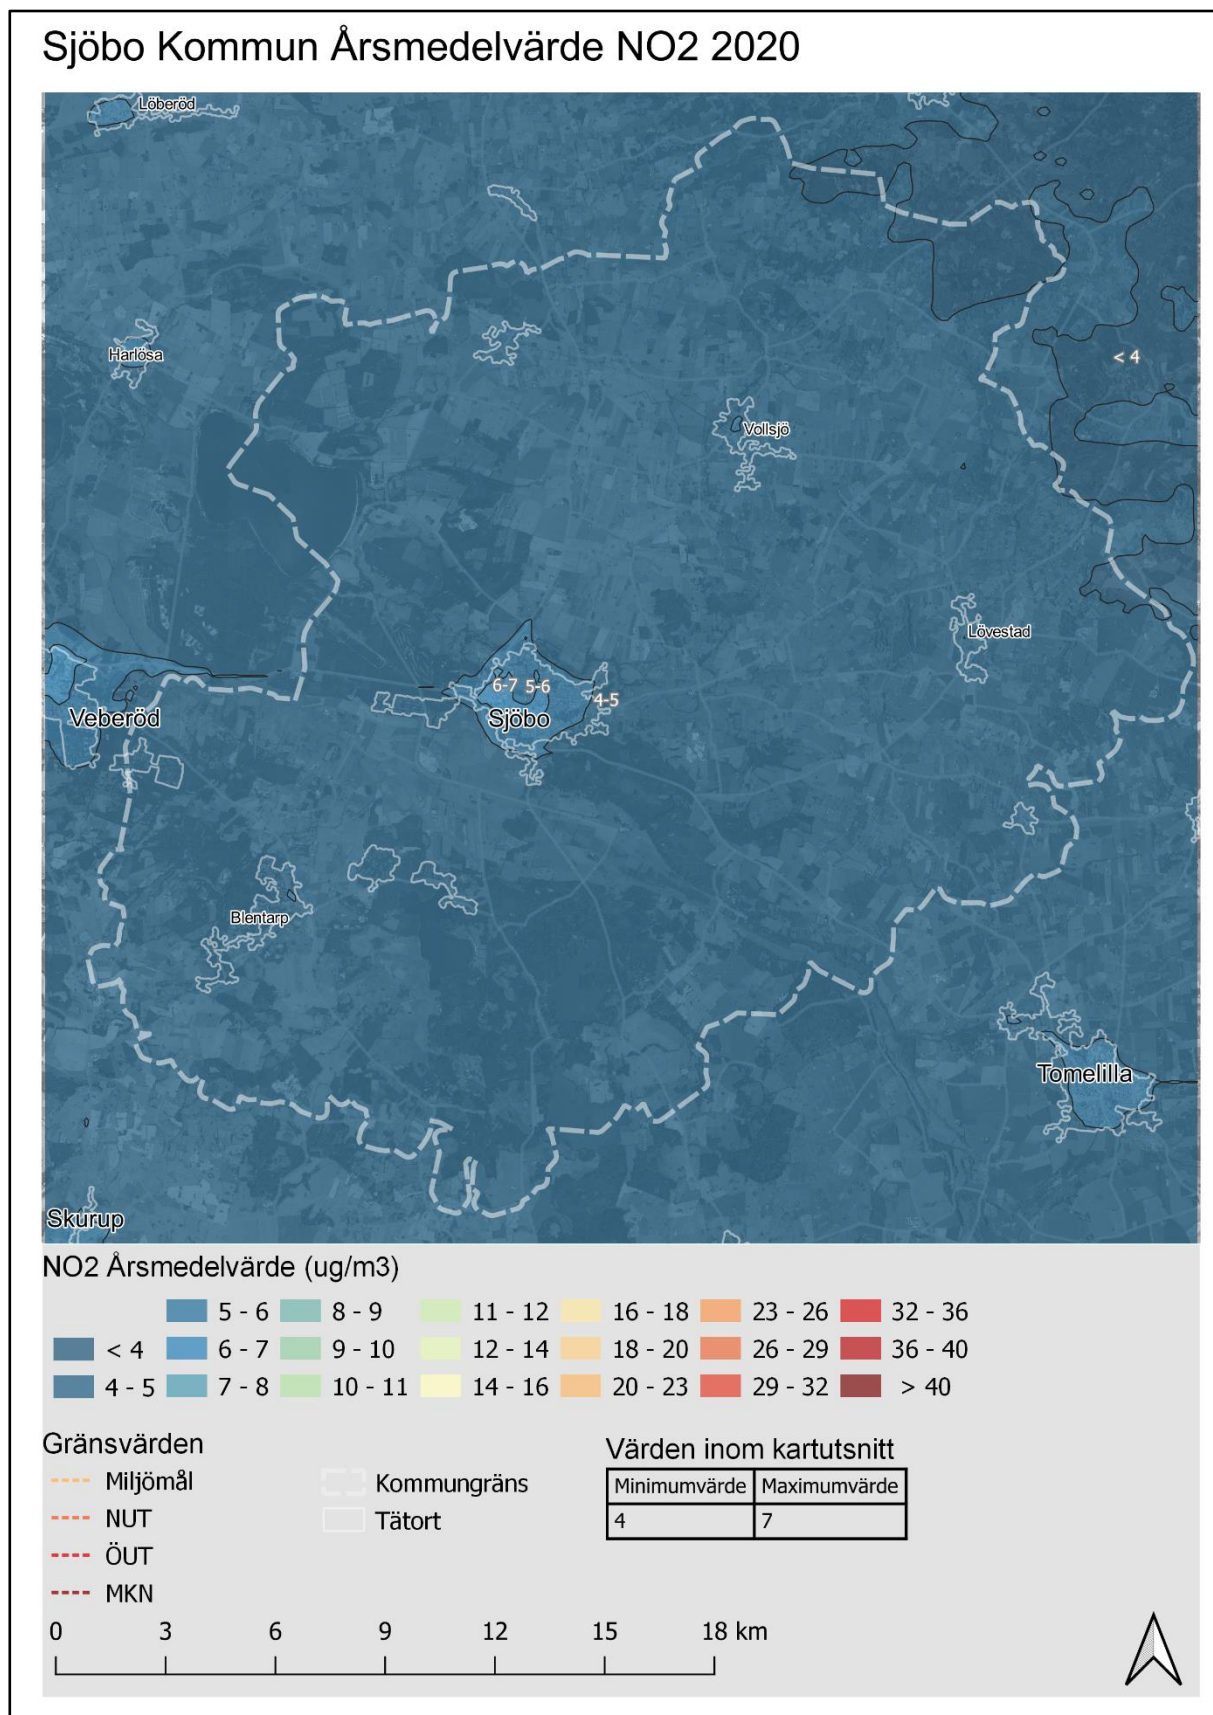 Sjöbo Kommun Årsmedelvärde NO2 2020
Löberöd
Harlösa
< 4
Vollsjö
Lövestad
6-7 5-6
4-5
Veberöd
Sjöbo
Blentarp
Tomelilla
Skurup
NO2 Årsmedelvärde (ug/m3)
5 - 6 8 - 9 11 - 12 16 - 18 23 - 26 32 - 36
< 4 6 - 7 9 - 10 12 - 14 18 - 20 26 - 29 36 - 40
4 - 5 7 - 8 10 - 11 14 - 16 20 - 23 29 - 32 > 40
Gränsvärden
Miljömål
NUT
ÖUT
MKN
Kommungräns
Tätort
Värden inom kartutsnitt
Minimumvärde Maximumvärde
4 7
0 3 6 9 12 15 18 km